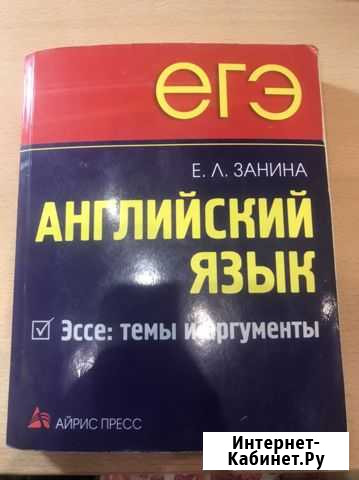 егэ
Е. Л. ЗАНИНА
АНГЛИЙСКИЙ
ЯЗЫК
Эссе: темы и аргументы
АЙРИС ПРЕСС
Интернет-
Кабинет.Ру